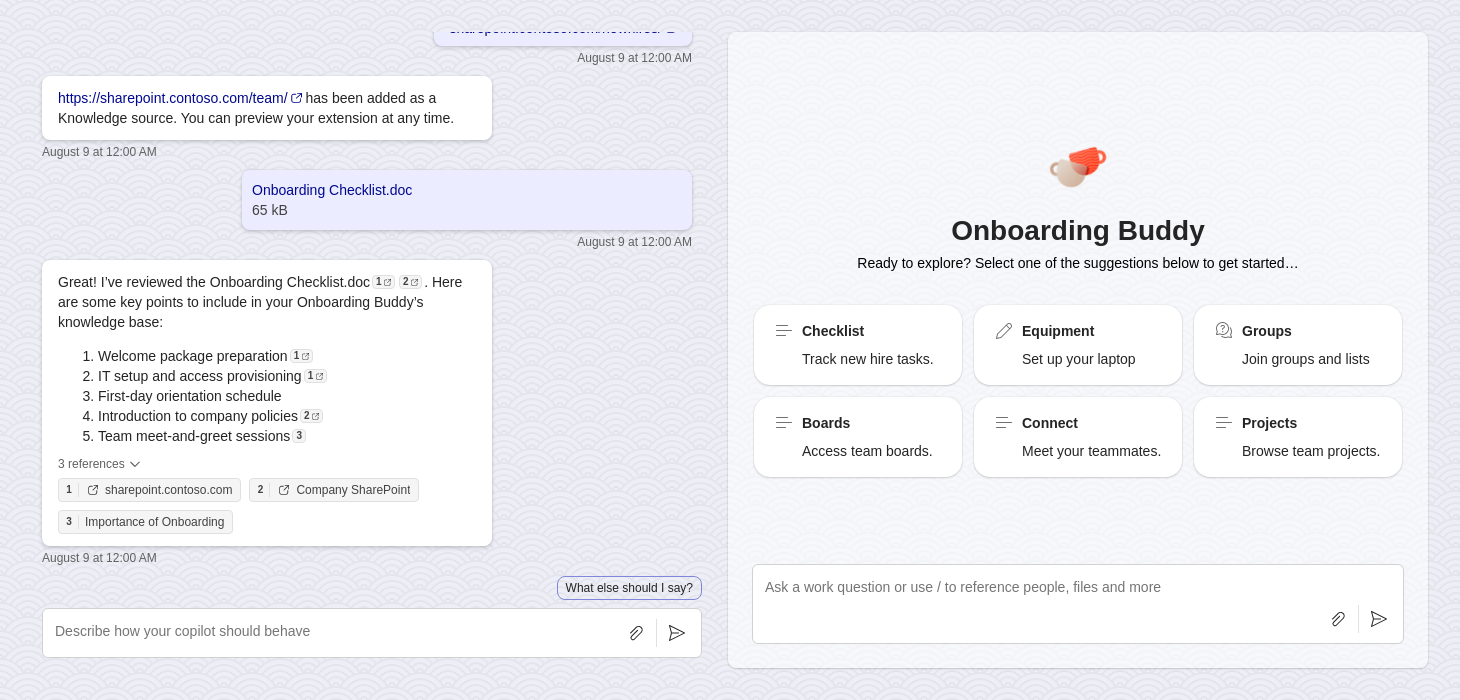 August 9 at 12:00 AM
https://sharepoint.contoso.com/team/ has been added as a
Knowledge source. You can preview your extension at any time.
August 9 at 12:00 AM
Onboarding Checklist.doc
65 kB
August 9 at 12:00 AM
Great! I've reviewed the Onboarding Checklist.doc 1 2 . Here
are some key points to include in your Onboarding Buddy's
knowledge base:
1. Welcome package preparation 1
2. IT setup and access provisioning 1
3. First-day orientation schedule
4. Introduction to company policies 2
5. Team meet-and-greet sessions 3
3 references
1 sharepoint.contoso.com 2 Company SharePoint
3 Importance of Onboarding
August 9 at 12:00 AM
What else should I say?
Describe how your copilot should behave
Onboarding Buddy
Ready to explore? Select one of the suggestions below to get started…
Checklist
Track new hire tasks.
Equipment
Set up your laptop
Groups
Join groups and lists
Boards
Access team boards.
Connect
Meet your teammates.
Projects
Browse team projects.
Ask a work question or use / to reference people, files and more